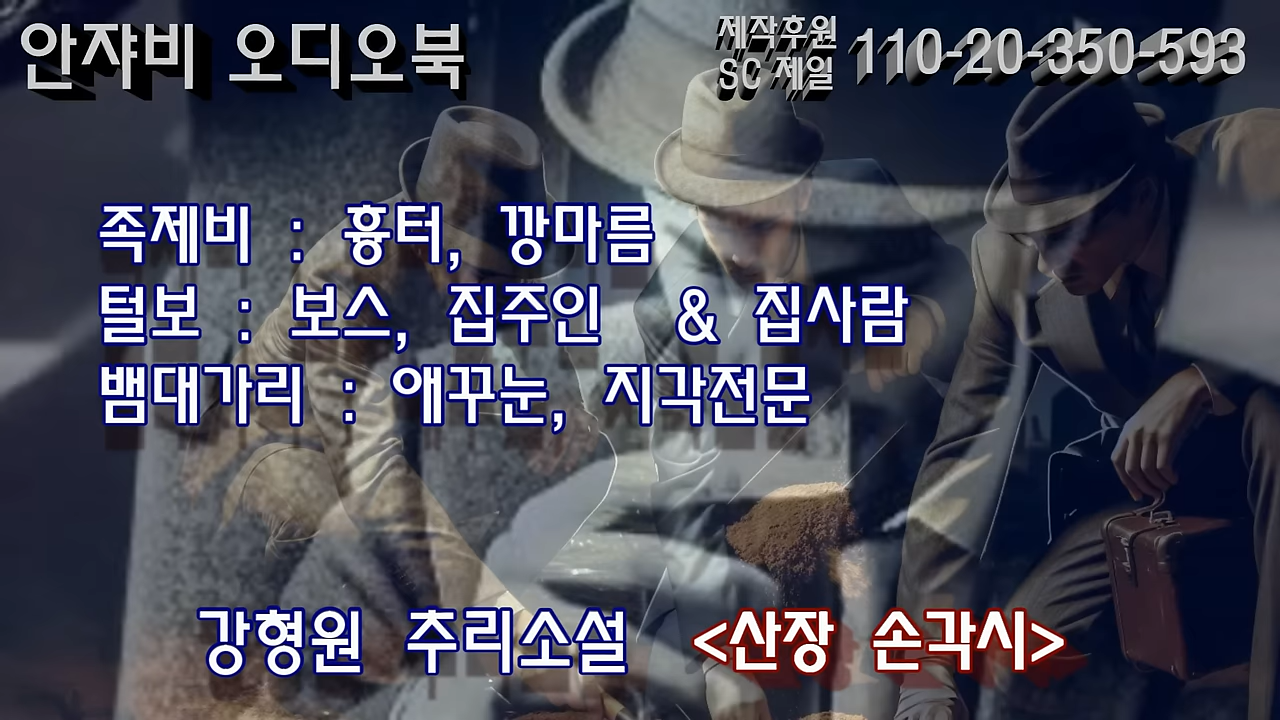 안쟈비 오디오북
제작후원
SC 제일
110-20-350-593
족제비 : 흉터, 깡마름
털보 : 보스, 집주인 & 집사람
뱀대가리 : 애꾸눈, 지각전문
강형원 추리소설 <산장 손각시>